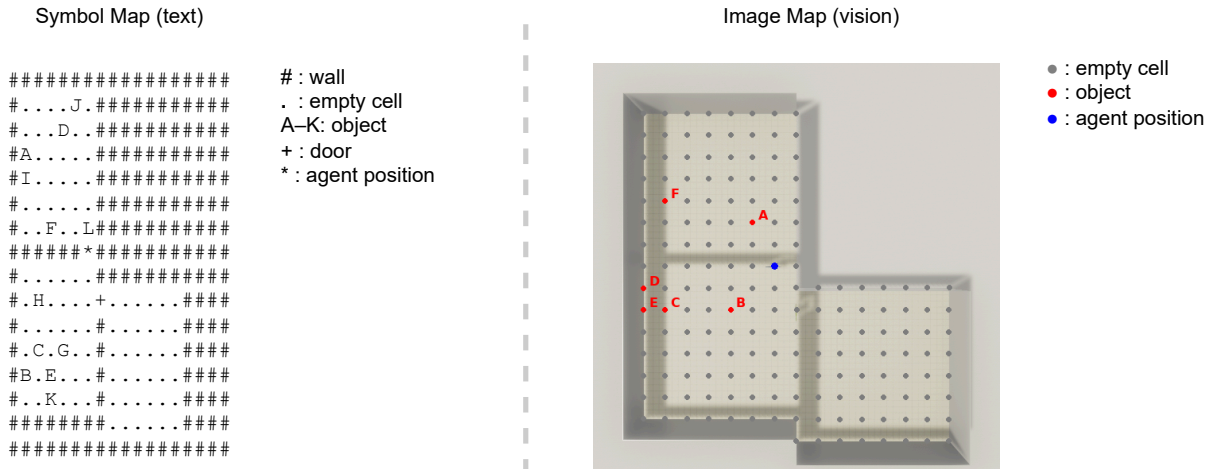 Symbol Map (text)
##################
#....J.###########
#...D..###########
#A.....###########
#I.....###########
#......###########
#..F..L###########
######*###########
#......###########
#.H....+......####
#......#......####
#.C.G..#......####
#B.E...#......####
#..K...#......####
########......####
##################
# : wall
. : empty cell
A–K: object
+ : door
* : agent position
Image Map (vision)
F
A
D
E C B
: empty cell
: object
: agent position